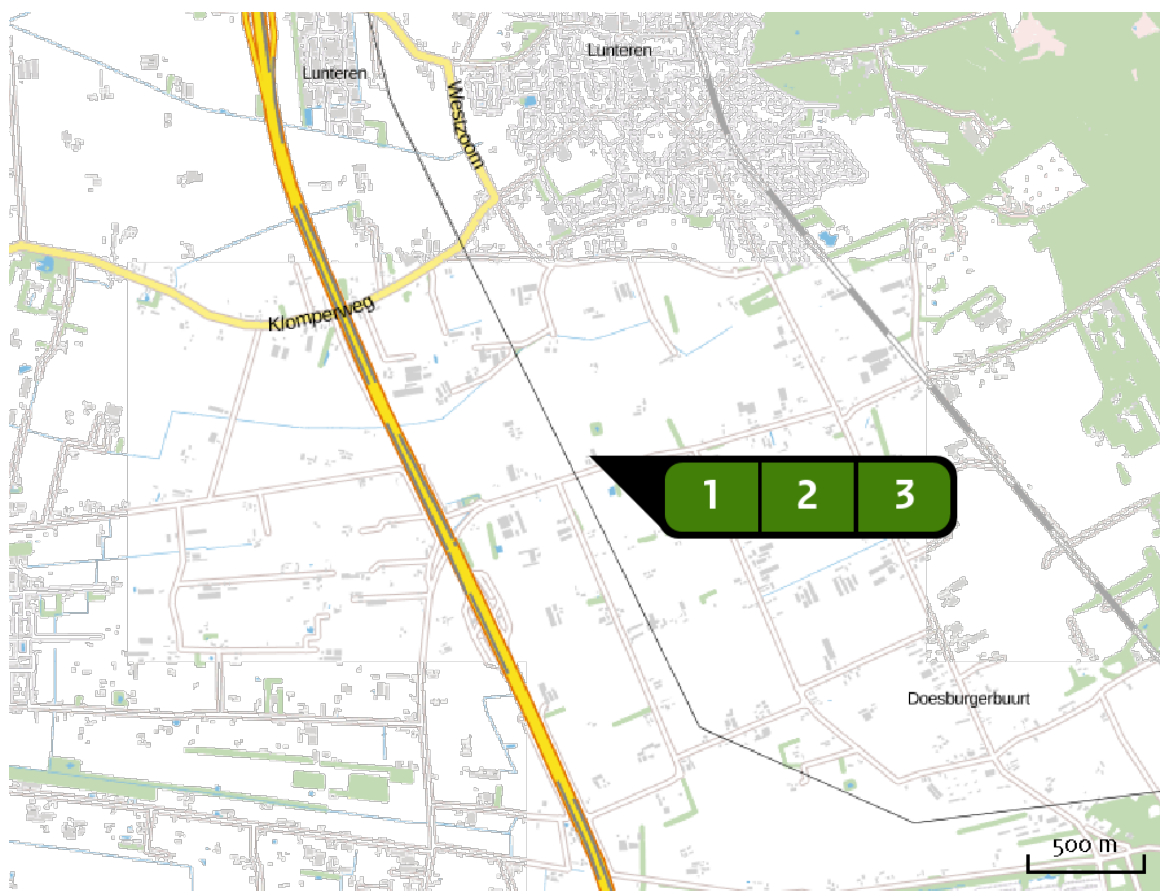 Lunteren
Lunteren
Westzoom
Klomperweg
1 2 3
Doesburgerbuurt
500 m